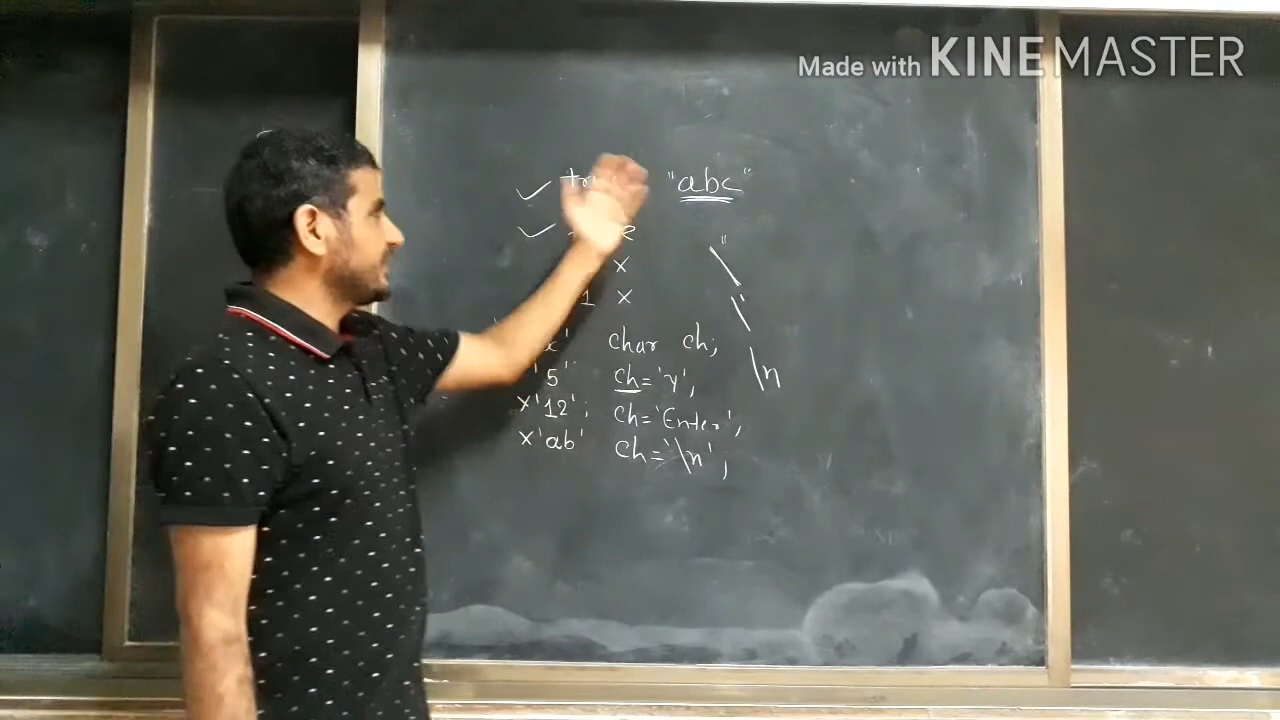 Made with KINEMASTER
✓ "abc"
✓ e "
x \
1 x \"
x' char ch; \n
'5' ch='y',
x'12'; ch='Enter',
x'ab' ch='\n';